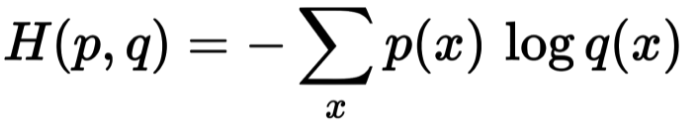 H(p, q) = − ∑ₓ p(x) log q(x)